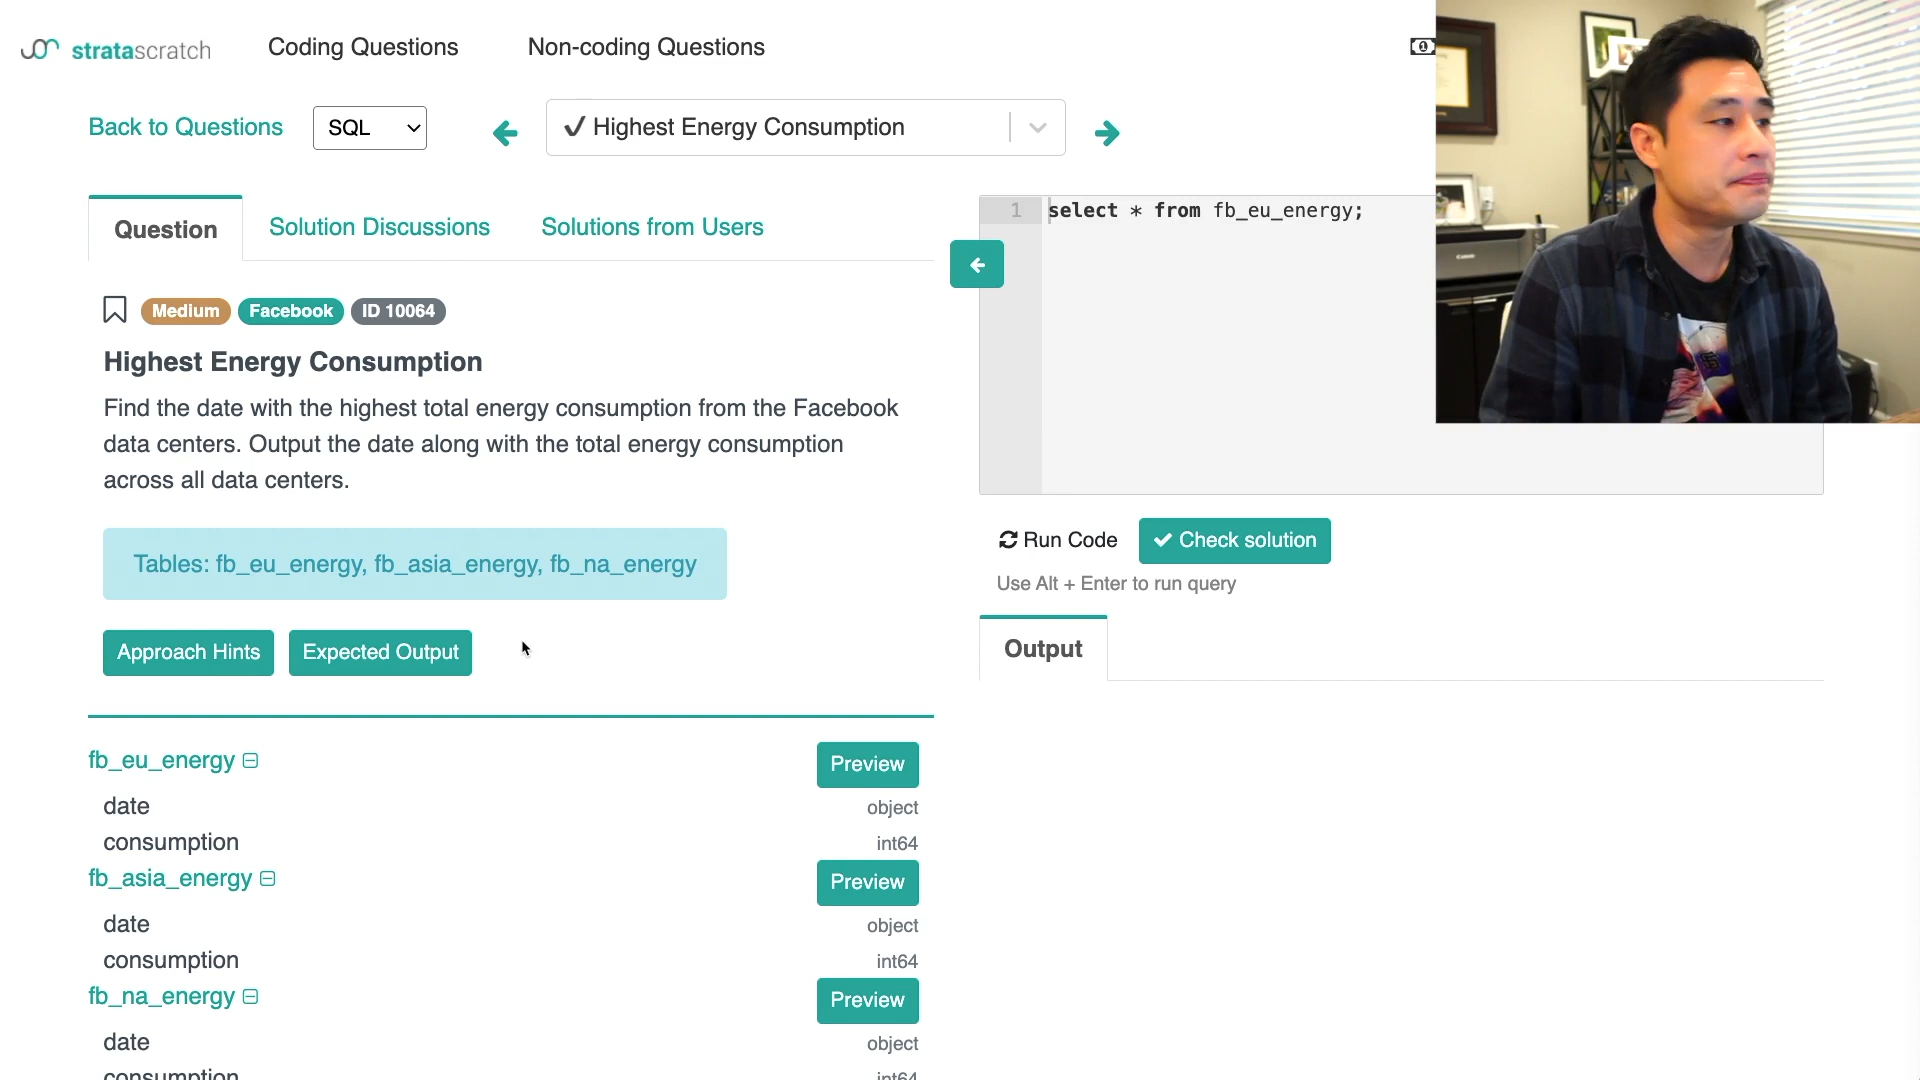 stratascratch
Coding Questions
Non-coding Questions
Back to Questions
SQL
✓ Highest Energy Consumption
Question
Solution Discussions
Solutions from Users
Medium
Facebook
ID 10064
Highest Energy Consumption
Find the date with the highest total energy consumption from the Facebook
data centers. Output the date along with the total energy consumption
across all data centers.
Tables: fb_eu_energy, fb_asia_energy, fb_na_energy
Approach Hints
Expected Output
fb_eu_energy
Preview
date
object
consumption
int64
fb_asia_energy
Preview
date
object
consumption
int64
fb_na_energy
Preview
date
object
consumption
int64
1
select * from fb_eu_energy;
Run Code
Check solution
Use Alt + Enter to run query
Output
Canon